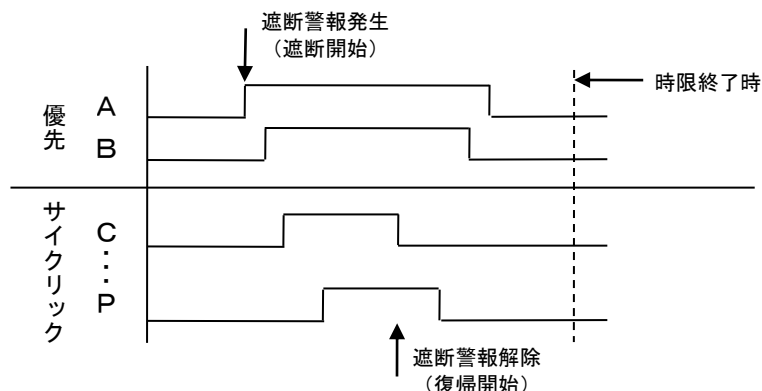 遮断警報発生
（遮断開始）
時限終了時
優先
A
B
サイクリック
C
⋮
P
遮断警報解除
（復帰開始）